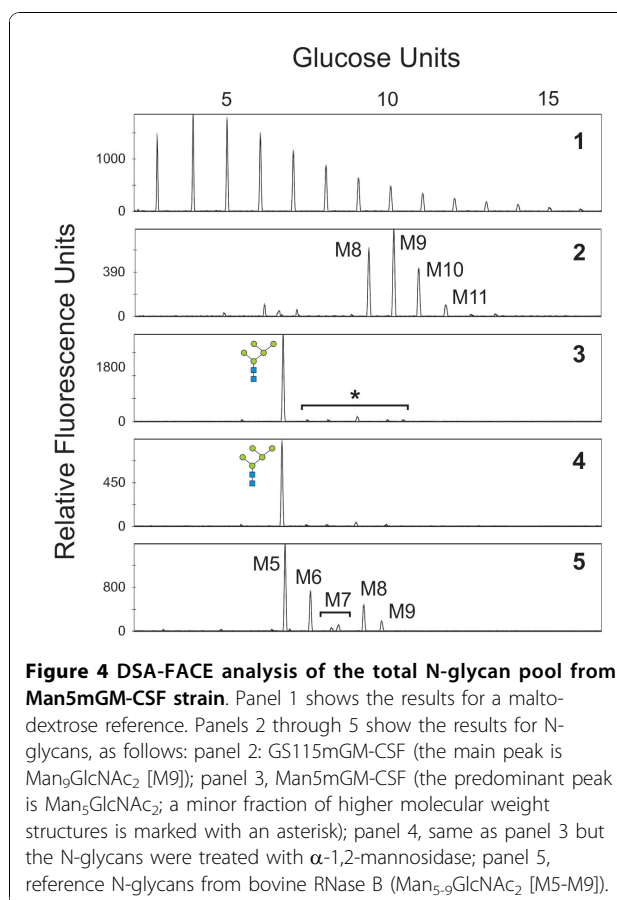 Glucose Units
5 10 15
Relative Fluorescence Units
1000
0
1
390
0
M8
M9
M10
M11
2
1800
0
*
3
450
0
4
800
0
M5
M6
M7
M8
M9
5
Figure 4 DSA-FACE analysis of the total N-glycan pool from
Man5mGM-CSF strain. Panel 1 shows the results for a malto-
dextrose reference. Panels 2 through 5 show the results for N-
glycans, as follows: panel 2: GS115mGM-CSF (the main peak is
Man₉GlcNAc₂ [M9]); panel 3, Man5mGM-CSF (the predominant peak
is Man₅GlcNAc₂; a minor fraction of higher molecular weight
structures is marked with an asterisk); panel 4, same as panel 3 but
the N-glycans were treated with α-1,2-mannosidase; panel 5,
reference N-glycans from bovine RNase B (Man₅₋₉GlcNAc₂ [M5-M9]).